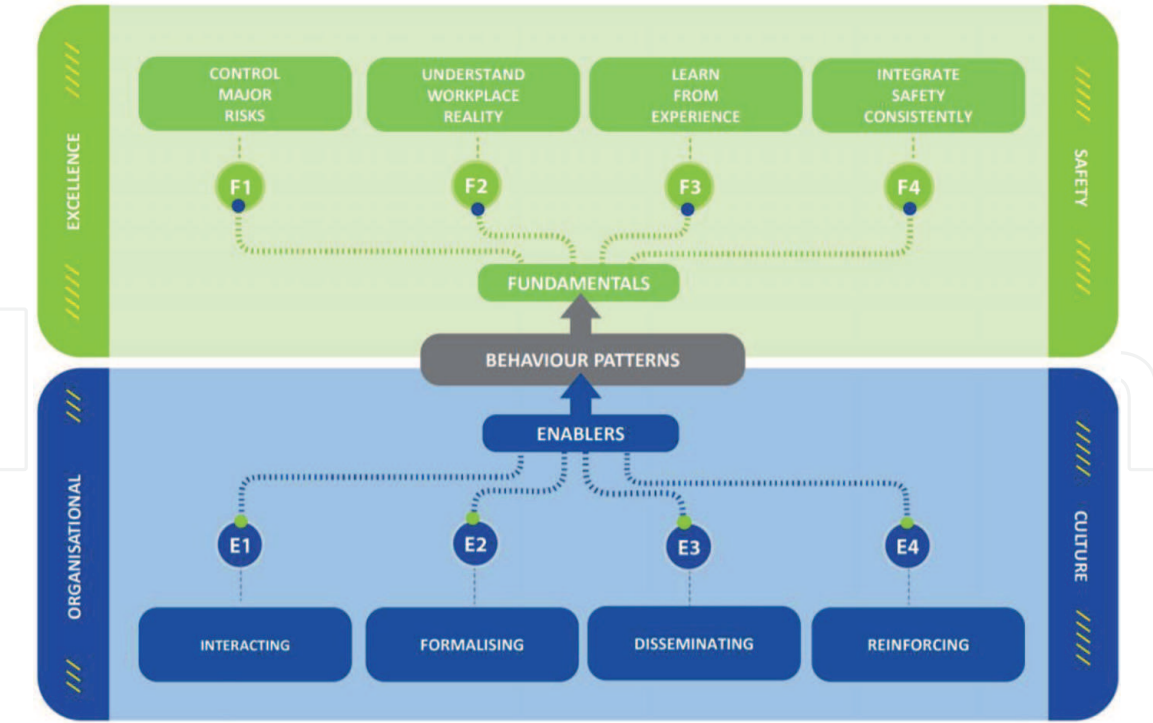 CONTROL
MAJOR
RISKS
UNDERSTAND
WORKPLACE
REALITY
LEARN
FROM
EXPERIENCE
INTEGRATE
SAFETY
CONSISTENTLY
EXCELLENCE
SAFETY
F1
F2
F3
F4
FUNDAMENTALS
BEHAVIOUR PATTERNS
ENABLERS
ORGANISATIONAL
CULTURE
E1
E2
E3
E4
INTERACTING
FORMALISING
DISSEMINATING
REINFORCING